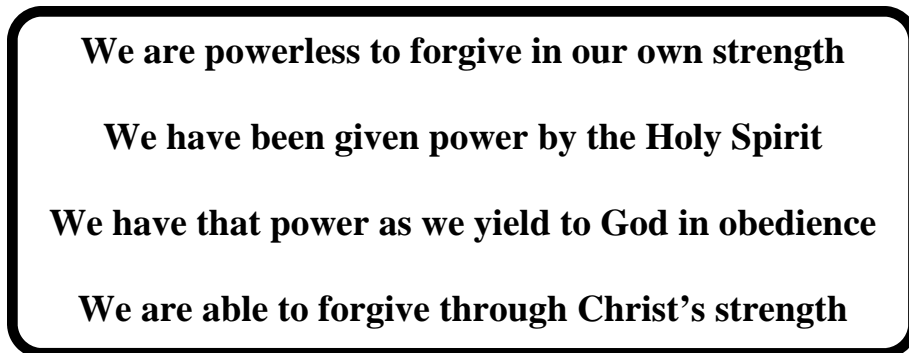 We are powerless to forgive in our own strength
We have been given power by the Holy Spirit
We have that power as we yield to God in obedience
We are able to forgive through Christ’s strength